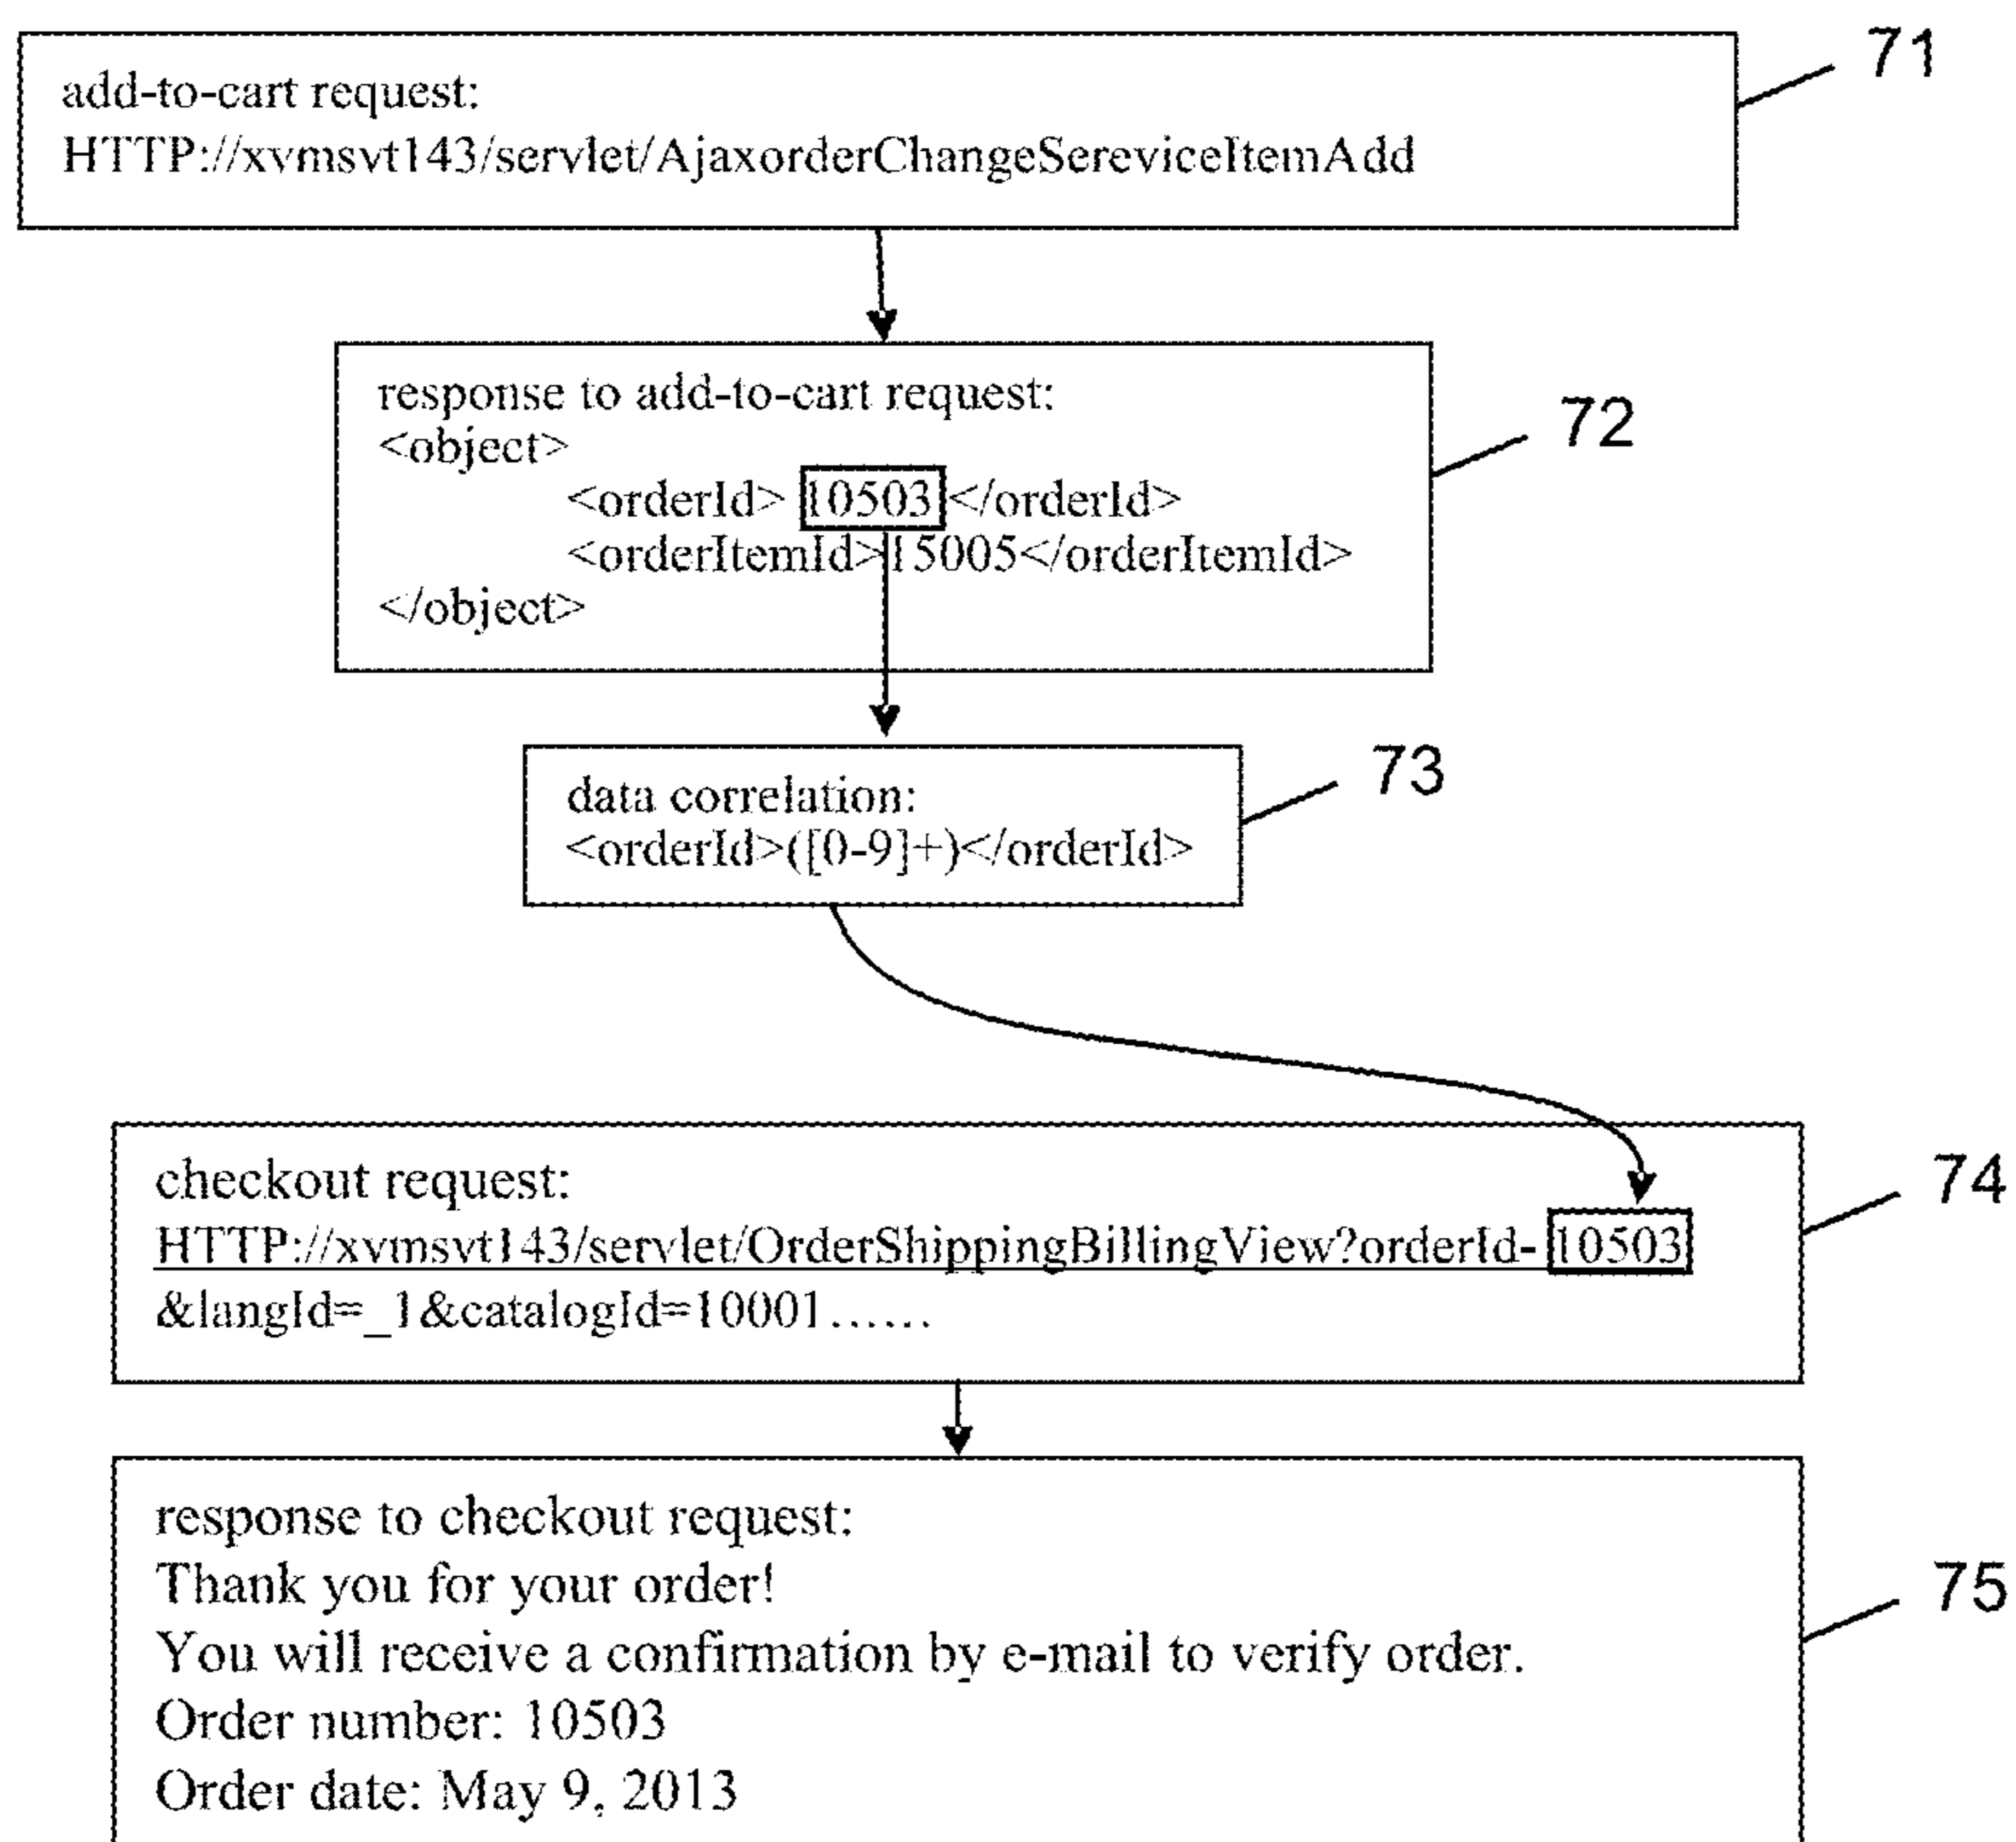 add-to-cart request:
HTTP://xvmsvt143/servlet/AjaxorderChangeSereviceItemAdd
71
response to add-to-cart request:
<object>
<orderId> 10503 </orderId>
<orderItemId>15005</orderItemId>
</object>
72
data correlation:
<orderId>([0-9]+)</orderId>
73
checkout request:
HTTP://xvmsvt143/servlet/OrderShippingBillingView?orderId- 10503
&langId=_1&catalogId=10001......
74
response to checkout request:
Thank you for your order!
You will receive a confirmation by e-mail to verify order.
Order number: 10503
Order date: May 9, 2013
75